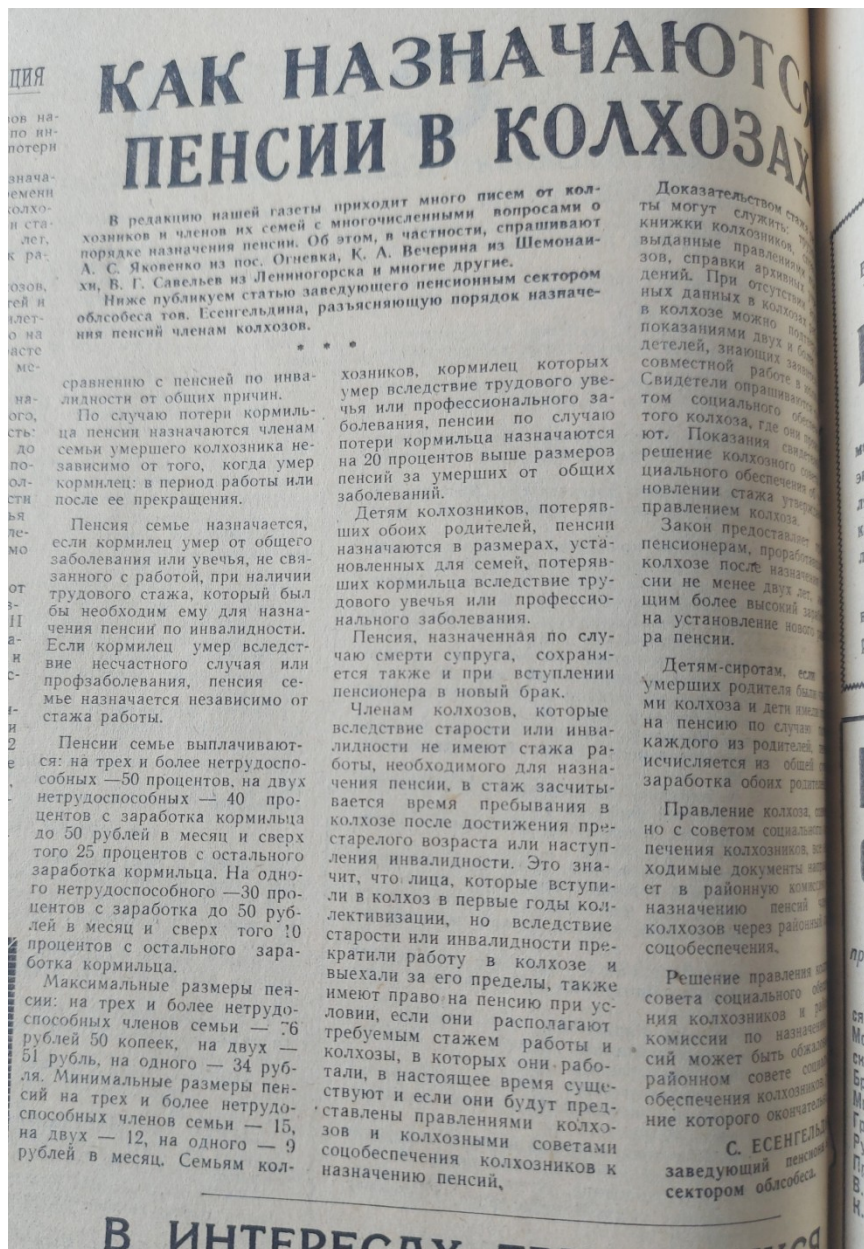 КАК НАЗНАЧАЮТСЯ
ПЕНСИИ В КОЛХОЗАХ
В редакцию нашей газеты приходит много писем от кол-
хозников и членов их семей с многочисленными вопросами о
порядке назначения пенсии. Об этом, в частности, спрашивают
А. С. Яковенко из пос. Огневка, К. А. Вечерина из Шемонаи-
хи, В. Г. Савельев из Лениногорска и многие другие.
Ниже публикуем статью заведующего пенсионным сектором
облсобеса тов. Есенгельдина, разъясняющую порядок назначе-
ния пенсий членам колхозов.
* * *
сравнению с пенсией по инва-
лидности от общих причин.
По случаю потери кормиль-
ца пенсии назначаются членам
семьи умершего колхозника не-
зависимо от того, когда умер
кормилец: в период работы или
после ее прекращения.
Пенсия семье назначается,
если кормилец умер от общего
заболевания или увечья, не свя-
занного с работой, при наличии
трудового стажа, который был
бы необходим ему для назна-
чения пенсии по инвалидности.
Если кормилец умер вследст-
вие несчастного случая или
профзаболевания, пенсия се-
мье назначается независимо от
стажа работы.
Пенсии семье выплачивают-
ся: на трех и более нетрудоспо-
собных —50 процентов, на двух
нетрудоспособных — 40 про-
центов с заработка кормильца
до 50 рублей в месяц и сверх
того 25 процентов с остального
заработка кормильца. На одно-
го нетрудоспособного —30 про-
центов с заработка до 50 руб-
лей в месяц и сверх того 10
процентов с остального зара-
ботка кормильца.
Максимальные размеры пен-
сии: на трех и более нетрудо-
способных членов семьи — 76
рублей 50 копеек, на двух —
51 рубль, на одного — 34 руб-
ля. Минимальные размеры пен-
сий на трех и более нетрудо-
способных членов семьи — 15,
на двух — 12, на одного — 9
рублей в месяц. Семьям кол-
хозников, кормилец которых
умер вследствие трудового уве-
чья или профессионального за-
болевания, пенсии по случаю
потери кормильца назначаются
на 20 процентов выше размеров
пенсий за умерших от общих
заболеваний.
Детям колхозников, потеряв-
ших обоих родителей, пенсии
назначаются в размерах, уста-
новленных для семей, потеряв-
ших кормильца вследствие тру-
дового увечья или профессио-
нального заболевания.
Пенсия, назначенная по слу-
чаю смерти супруга, сохраня-
ется также и при вступлении
пенсионера в новый брак.
Членам колхозов, которые
вследствие старости или инва-
лидности не имеют стажа ра-
боты, необходимого для назна-
чения пенсии, в стаж засчиты-
вается время пребывания в
колхозе после достижения пре-
старелого возраста или наступ-
ления инвалидности. Это зна-
чит, что лица, которые вступи-
ли в колхоз в первые годы кол-
лективизации, но вследствие
старости или инвалидности пре-
кратили работу в колхозе и
выехали за его пределы, также
имеют право на пенсию при ус-
ловии, если они располагают
требуемым стажем работы и
колхозы, в которых они рабо-
тали, в настоящее время суще-
ствуют и если они будут пред-
ставлены правлениями колхо-
зов и колхозными советами
соцобеспечения колхозников к
назначению пенсий.
Доказательством стажа
ты могут служить:
книжки колхозников,
выданные правлениями
зов, справки архивных
дений. При отсутствии
ных данных в колхозах
в колхозе можно
показаниями двух и более
детелей, знающих
совместной работе в
Свидетели опрашиваются
том социального
того колхоза, где они
ют. Показания
решение колхозного
циального обеспечения об
новлении стажа
правлением колхоза.
Закон предоставляет
пенсионерам,
колхозе после назначения
сии не менее двух лет,
щим более высокий
на установление нового
ра пенсии.
Детям-сиротам, если
умерших родителя были
ми колхоза и дети имели
на пенсию по случаю
каждого из родителей,
исчисляется из общей
заработка обоих
Правление колхоза,
но с советом социального
печения колхозников, все
ходимые документы
ет в районную комиссию
назначению пенсий
колхозов через районный
соцобеспечения.
Решение правления
совета социального
ния колхозников и
комиссии по назначению
сий может быть
районном совете
обеспечения колхозников,
ние которого окончательно.
С.
заведующий
сектором облсобеса.
В ИНТЕРЕСАХ